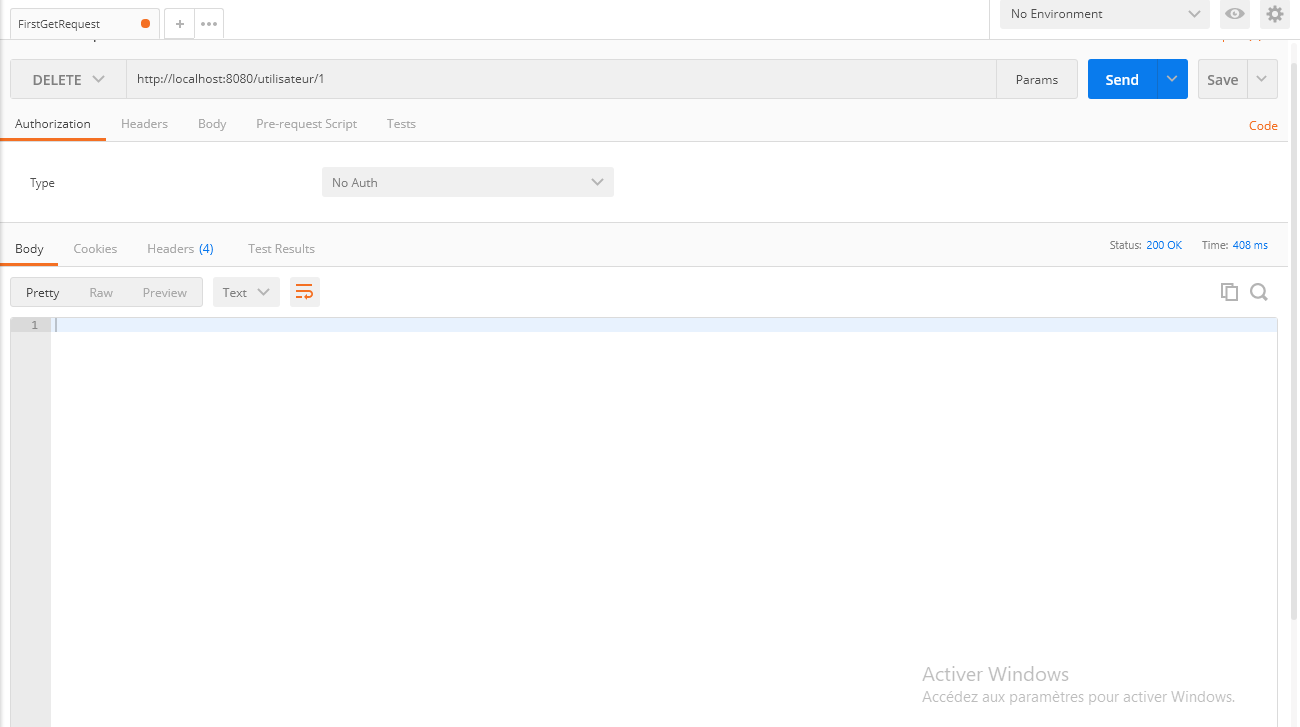 FirstGetRequest
No Environment
DELETE
http://localhost:8080/utilisateur/1
Params
Send
Save
Authorization
Headers
Body
Pre-request Script
Tests
Code
Type
No Auth
Body
Cookies
Headers (4)
Test Results
Status: 200 OK
Time: 408 ms
Pretty
Raw
Preview
Text
1
Activer Windows
Accédez aux paramètres pour activer Windows.